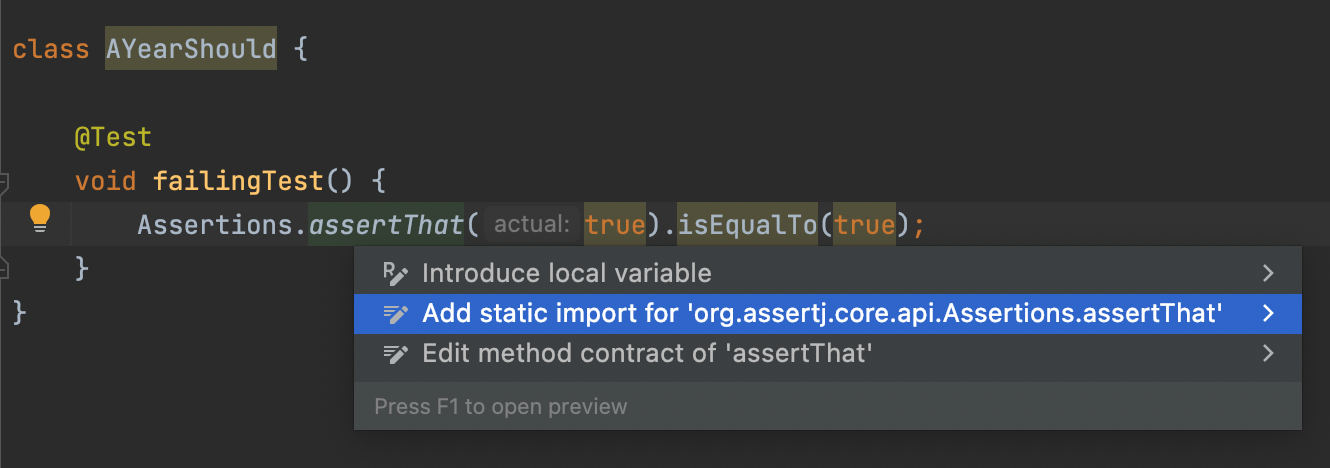 class AYearShould {
@Test
void failingTest() {
Assertions.assertThat( actual: true).isEqualTo(true);
}
}
Introduce local variable
Add static import for 'org.assertj.core.api.Assertions.assertThat'
Edit method contract of 'assertThat'
Press F1 to open preview